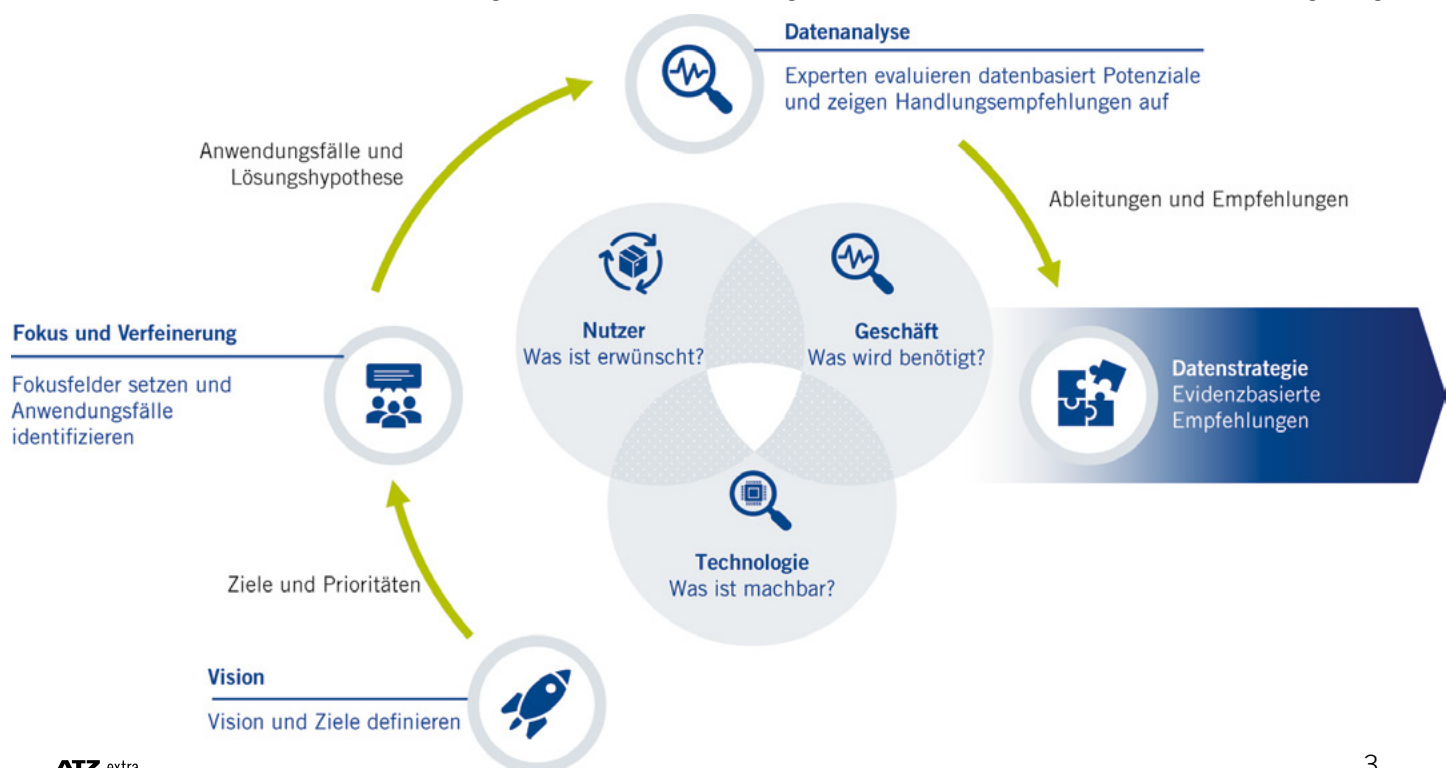 Datenanalyse
Experten evaluieren datenbasiert Potenziale
und zeigen Handlungsempfehlungen auf
Anwendungsfälle und
Lösungshypothese
Ableitungen und Empfehlungen
Nutzer
Was ist erwünscht?
Geschäft
Was wird benötigt?
Fokus und Verfeinerung
Fokusfelder setzen und
Anwendungsfälle
identifizieren
Datenstrategie
Evidenzbasierte
Empfehlungen
Technologie
Was ist machbar?
Ziele und Prioritäten
Vision
Vision und Ziele definieren
ATZ extra